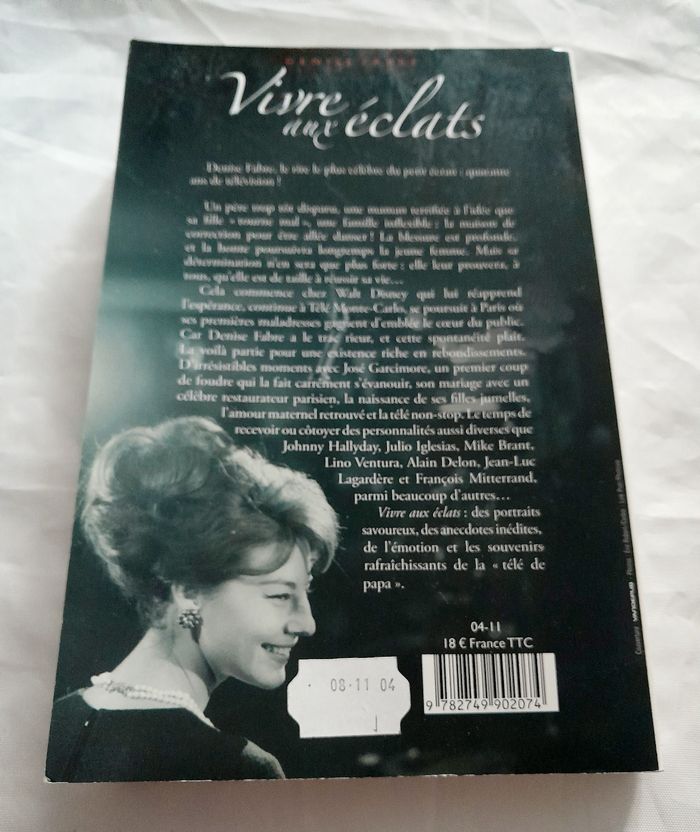 DENISE FABRE
Vivre
aux éclats
Denise Fabre, le rire le plus célèbre du petit écran : quarante
ans de télévision !
Un père trop tôt disparu, une maman terrifiée à l'idée que
sa fille « tourne mal », une famille inflexible : la maison de
correction pour être allée danser ! La blessure est profonde,
et la honte poursuivra longtemps la jeune femme. Mais sa
détermination n'en sera que plus forte : elle leur prouvera, à
tous, qu'elle est de taille à réussir sa vie…
Cela commence chez Walt Disney qui lui réapprend
l'espérance, continue à Télé Monte-Carlo, se poursuit à Paris où
ses premières maladresses gagnent d'emblée le cœur du public.
Car Denise Fabre a le trac rieur, et cette spontanéité plaît.
La voilà partie pour une existence riche en rebondissements.
D'irrésistibles moments avec José Garcimore, un premier coup
de foudre qui la fait carrément s'évanouir, son mariage avec un
célèbre restaurateur parisien, la naissance de ses filles jumelles,
l'amour maternel retrouvé et la télé non-stop. Le temps de
recevoir ou côtoyer des personnalités aussi diverses que
Johnny Hallyday, Julio Iglesias, Mike Brant,
Lino Ventura, Alain Delon, Jean-Luc
Lagardère et François Mitterrand,
parmi beaucoup d'autres…
Vivre aux éclats : des portraits
savoureux, des anecdotes inédites,
de l'émotion et les souvenirs
rafraîchissants de la « télé de
papa ».
04-11
18 € France TTC
08·11 04
9 782749 902074